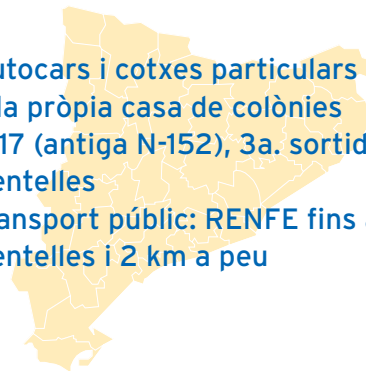 utocars i cotxes particulars
la pròpia casa de colònies
17 (antiga N-152), 3a. sortid
entelles
ansport públic: RENFE fins a
entelles i 2 km a peu